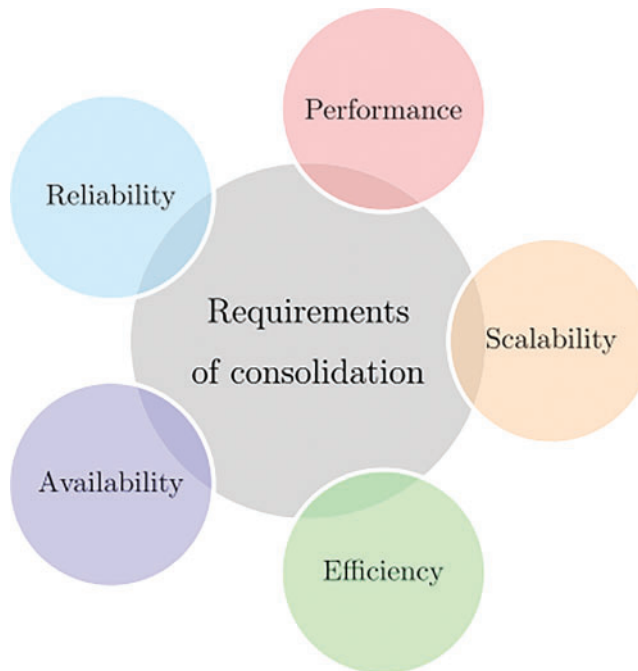 Performance
Reliability
Requirements
of consolidation
Scalability
Availability
Efficiency